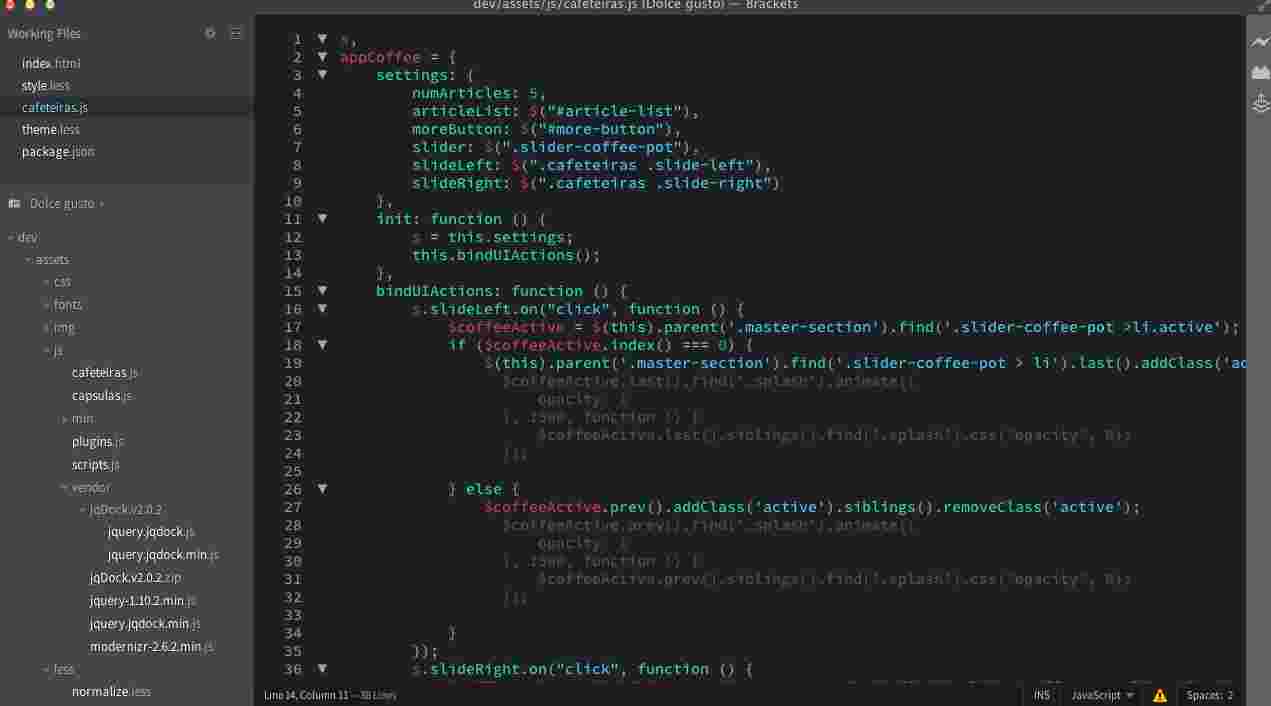 dev/assets/js/cafeteiras.js (Dolce gusto) — Brackets
Working Files
index.html
style.less
cafeteiras.js
theme.less
package.json
Dolce gusto
dev
assets
css
fonts
img
js
cafeteiras.js
capsulas.js
min
plugins.js
scripts.js
vendor
jqDock.v2.0.2
jquery.jqdock.js
jquery.jqdock.min.js
jqDock.v2.0.2.zip
jquery-1.10.2.min.js
jquery.jqdock.min.js
modernizr-2.6.2.min.js
less
normalize.less
1 s,
2 appCoffee = {
3 settings: {
4 numArticles: 5,
5 articleList: $("#article-list"),
6 moreButton: $("#more-button"),
7 slider: $(".slider-coffee-pot"),
8 slideLeft: $(".cafeteiras .slide-left"),
9 slideRight: $(".cafeteiras .slide-right")
10 },
11 init: function () {
12 s = this.settings;
13 this.bindUIActions();
14 },
15 bindUIActions: function () {
16 s.slideLeft.on("click", function () {
17 $coffeeActive = $(this).parent('.master-section').find('.slider-coffee-pot >li.active');
18 if ($coffeeActive.index() === 0) {
19 $(this).parent('.master-section').find('.slider-coffee-pot > li').last().addClass('ac
20 $coffeeActive.last().find('.splash').animate({
21 opacity:
22 }, function () {
23 $coffeeActive.last().siblings().find('.splash').css("opacity", 0);
24 });
25
26 } else {
27 $coffeeActive.prev().addClass('active').siblings().removeClass('active');
28 $coffeeActive.prev().find('.splash').animate({
29 opacity:
30 }, function () {
31 $coffeeActive.prev().siblings().find('.splash').css("opacity", 0);
32 });
33
34 }
35 });
36 s.slideRight.on("click", function () {
Line 14, Column 11 — 38 Lines
INS
JavaScript
Spaces: 2